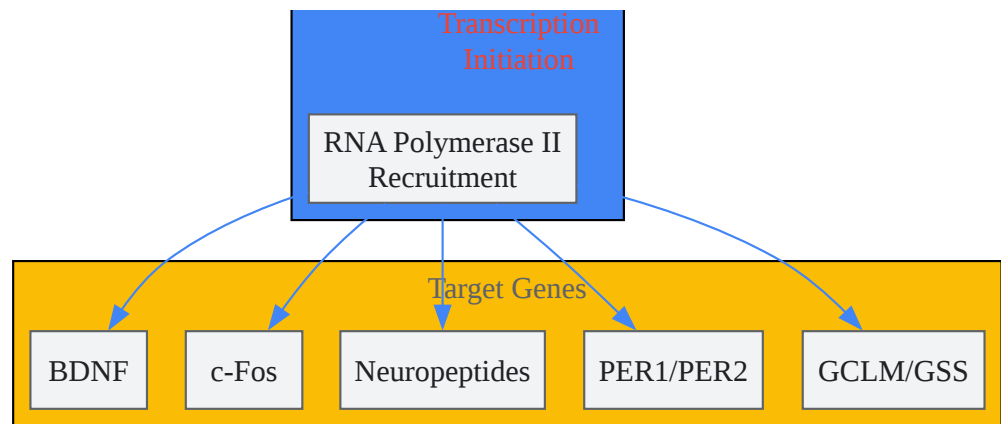 Transcription
Initiation
RNA Polymerase II
Recruitment
Target Genes
BDNF
c-Fos
Neuropeptides
PER1/PER2
GCLM/GSS